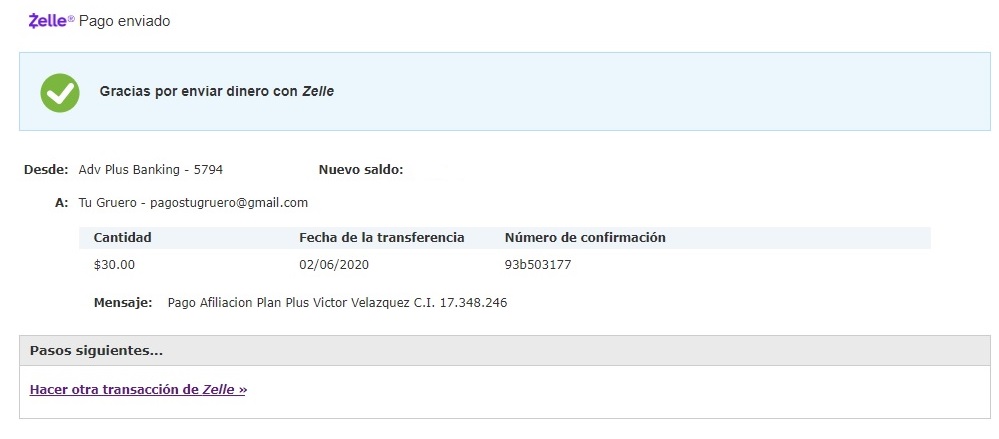 Zelle® Pago enviado
Gracias por enviar dinero con Zelle
Desde: Adv Plus Banking - 5794 Nuevo saldo:
A: Tu Gruero - pagostugruero@gmail.com
Cantidad Fecha de la transferencia Número de confirmación
$30.00 02/06/2020 93b503177
Mensaje: Pago Afiliacion Plan Plus Victor Velazquez C.I. 17.348.246
Pasos siguientes...
Hacer otra transacción de Zelle »